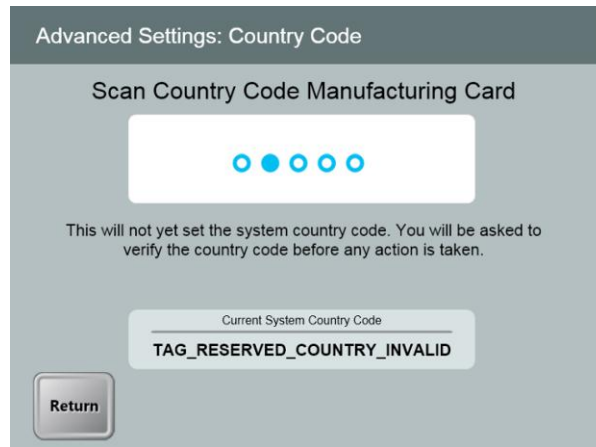 Advanced Settings: Country Code
Scan Country Code Manufacturing Card
This will not yet set the system country code. You will be asked to
verify the country code before any action is taken.
Current System Country Code
TAG_RESERVED_COUNTRY_INVALID
Return